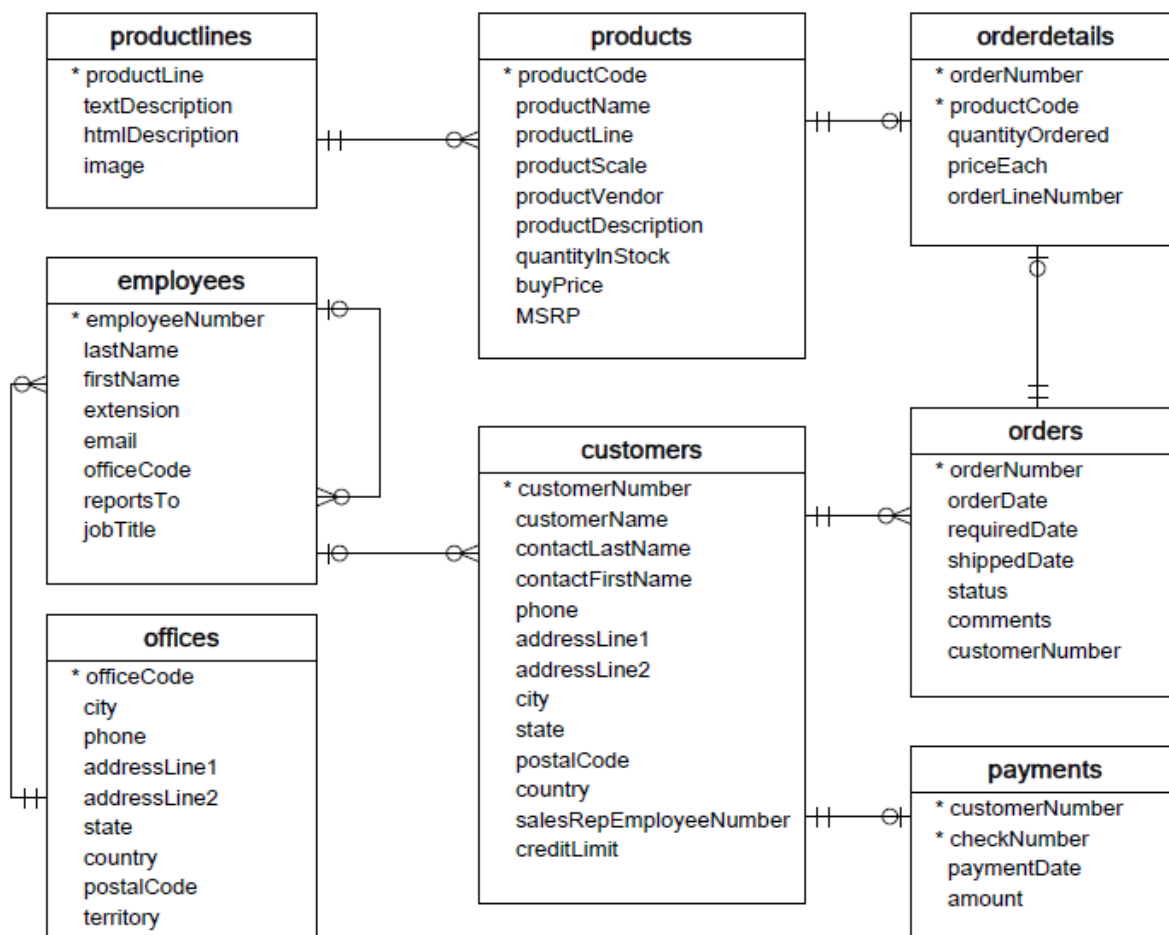 productlines
* productLine
textDescription
htmlDescription
image
products
* productCode
productName
productLine
productScale
productVendor
productDescription
quantityInStock
buyPrice
MSRP
orderdetails
* orderNumber
* productCode
quantityOrdered
priceEach
orderLineNumber
employees
* employeeNumber
lastName
firstName
extension
email
officeCode
reportsTo
jobTitle
customers
* customerNumber
customerName
contactLastName
contactFirstName
phone
addressLine1
addressLine2
city
state
postalCode
country
salesRepEmployeeNumber
creditLimit
orders
* orderNumber
orderDate
requiredDate
shippedDate
status
comments
customerNumber
offices
* officeCode
city
phone
addressLine1
addressLine2
state
country
postalCode
territory
payments
* customerNumber
* checkNumber
paymentDate
amount